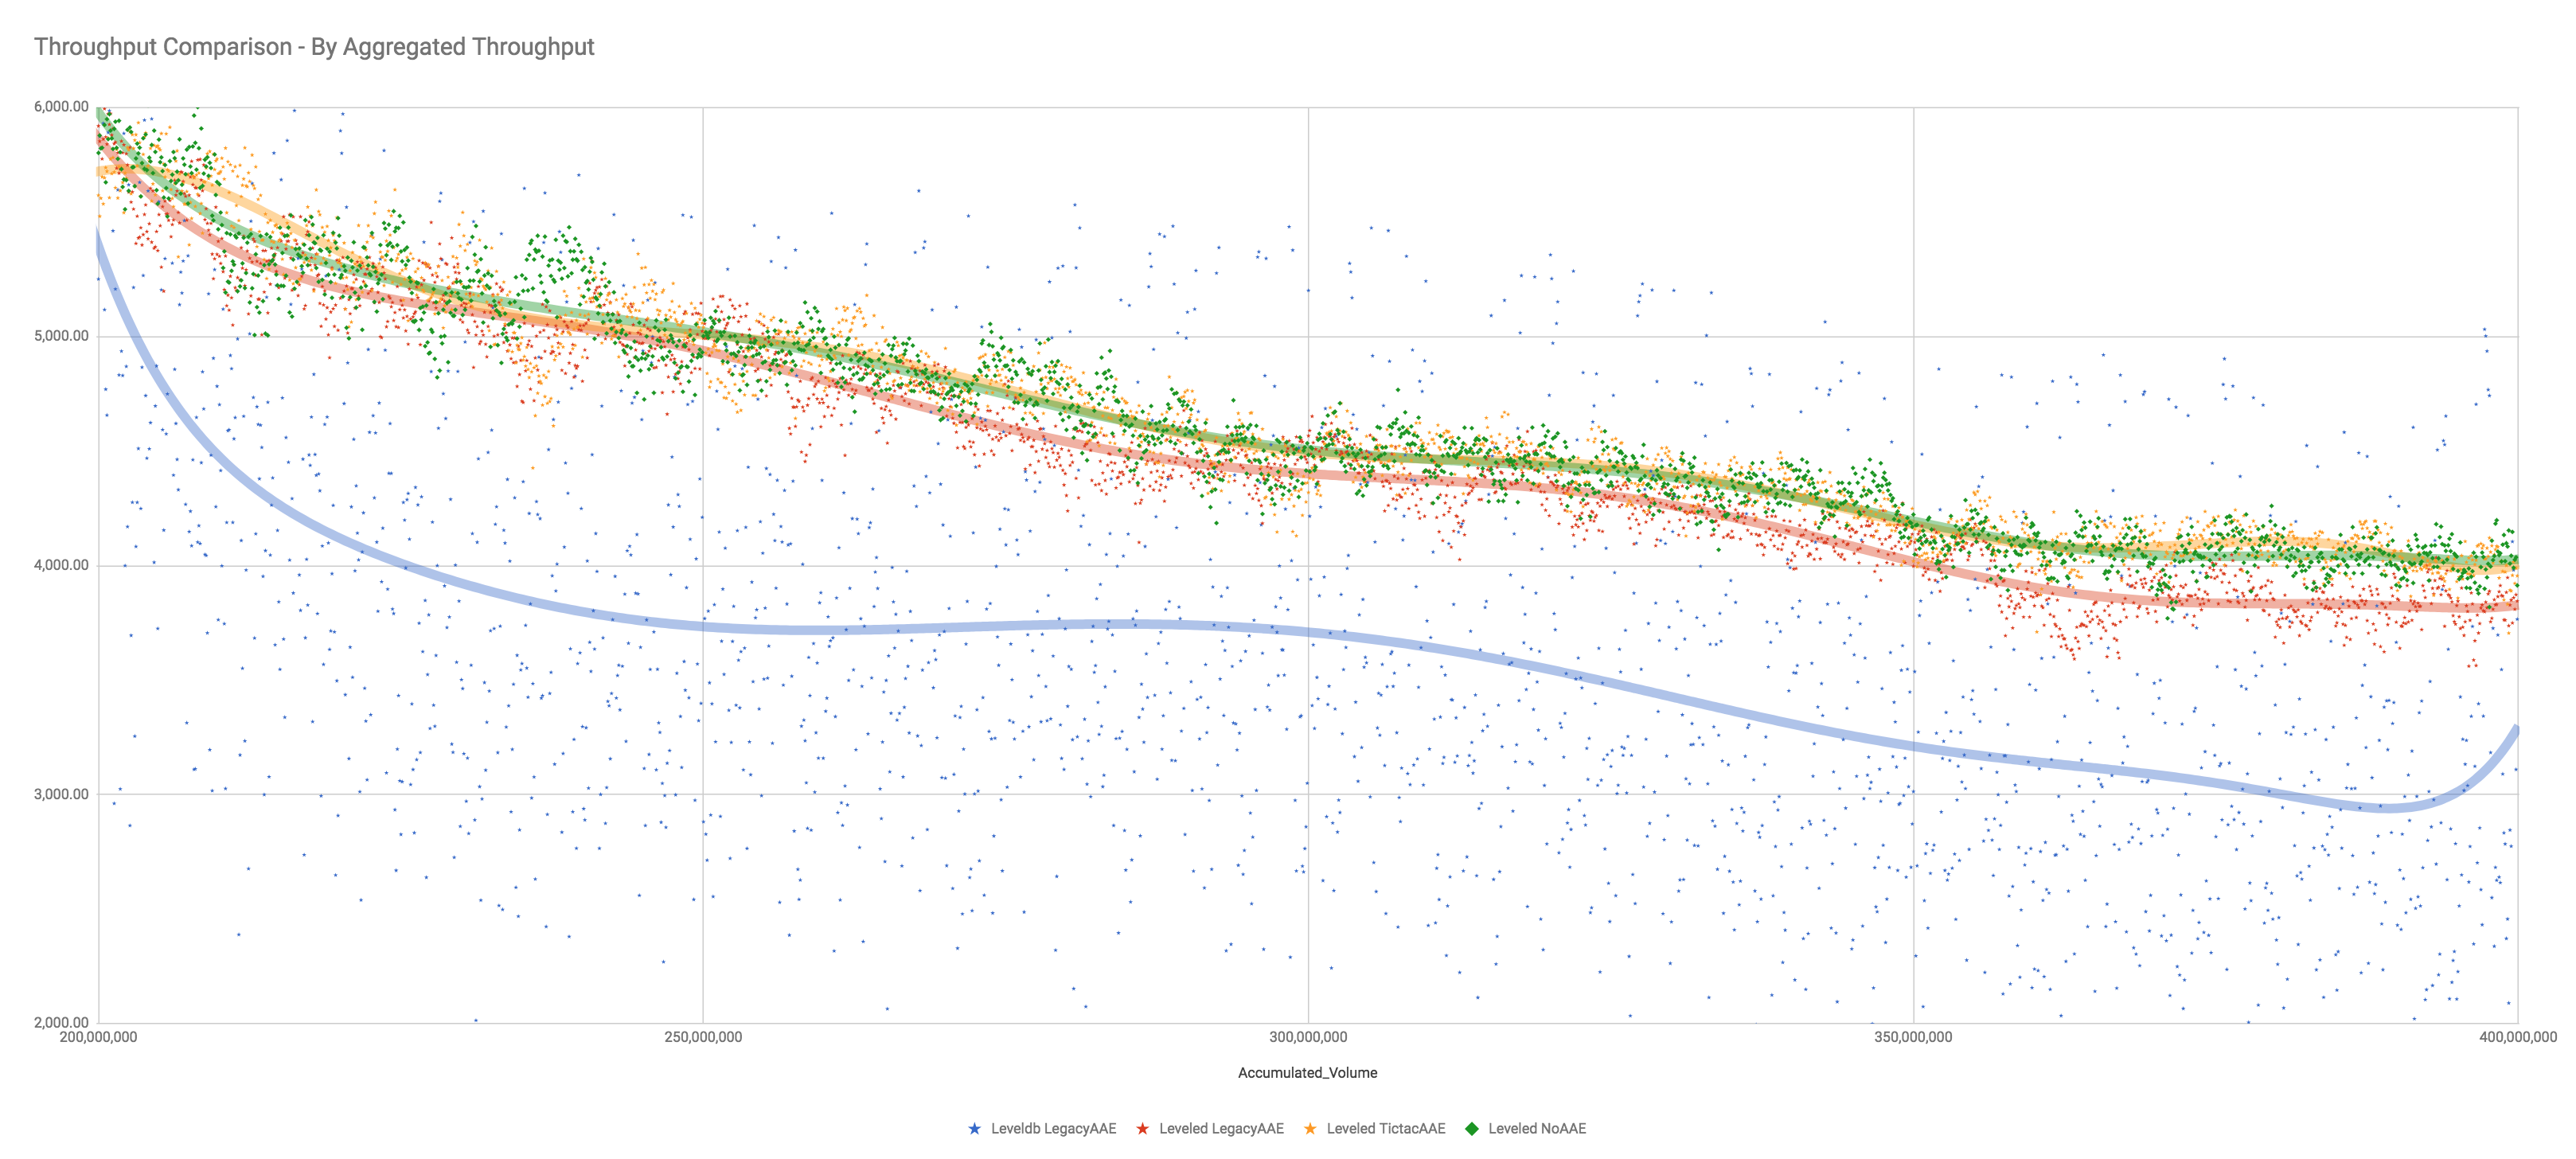 Throughput Comparison - By Aggregated Throughput
6,000.00
5,000.00
4,000.00
3,000.00
2,000.00
200,000,000 250,000,000 300,000,000 350,000,000 400,000,000
Accumulated_Volume
Leveldb LegacyAAE Leveled LegacyAAE Leveled TictacAAE Leveled NoAAE